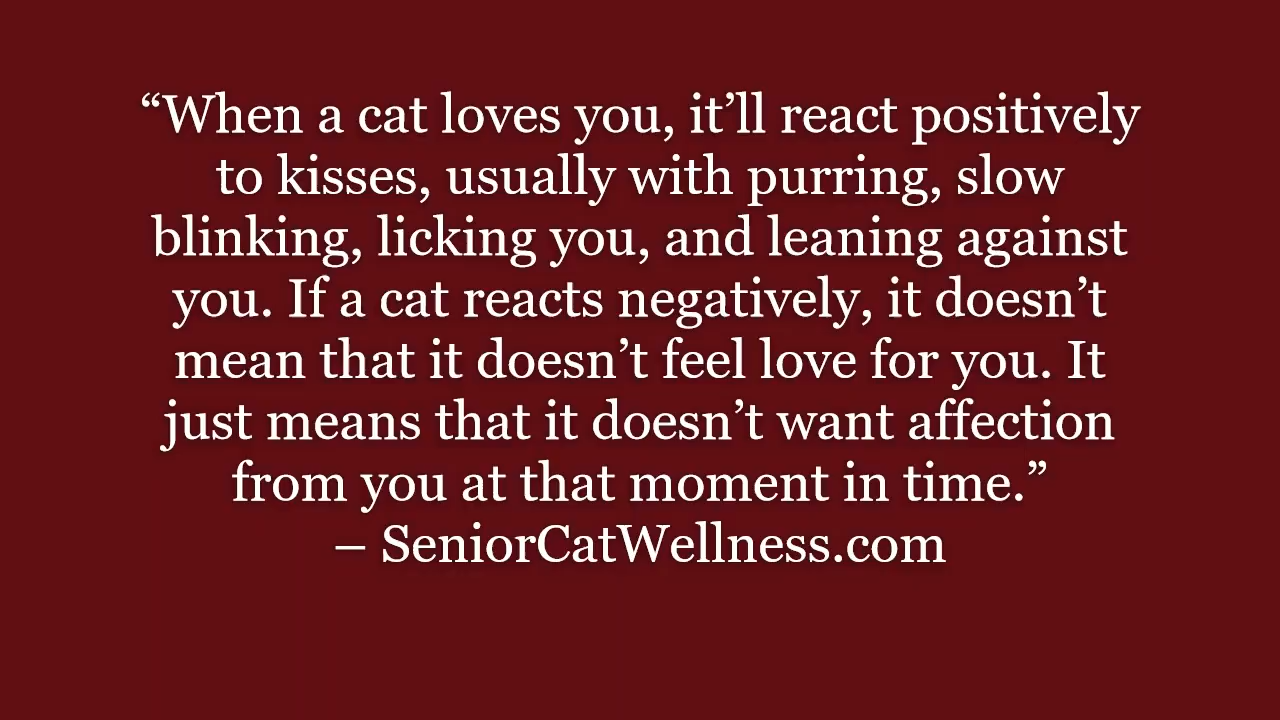 “When a cat loves you, it’ll react positively
to kisses, usually with purring, slow
blinking, licking you, and leaning against
you. If a cat reacts negatively, it doesn’t
mean that it doesn’t feel love for you. It
just means that it doesn’t want affection
from you at that moment in time.”
– SeniorCatWellness.com